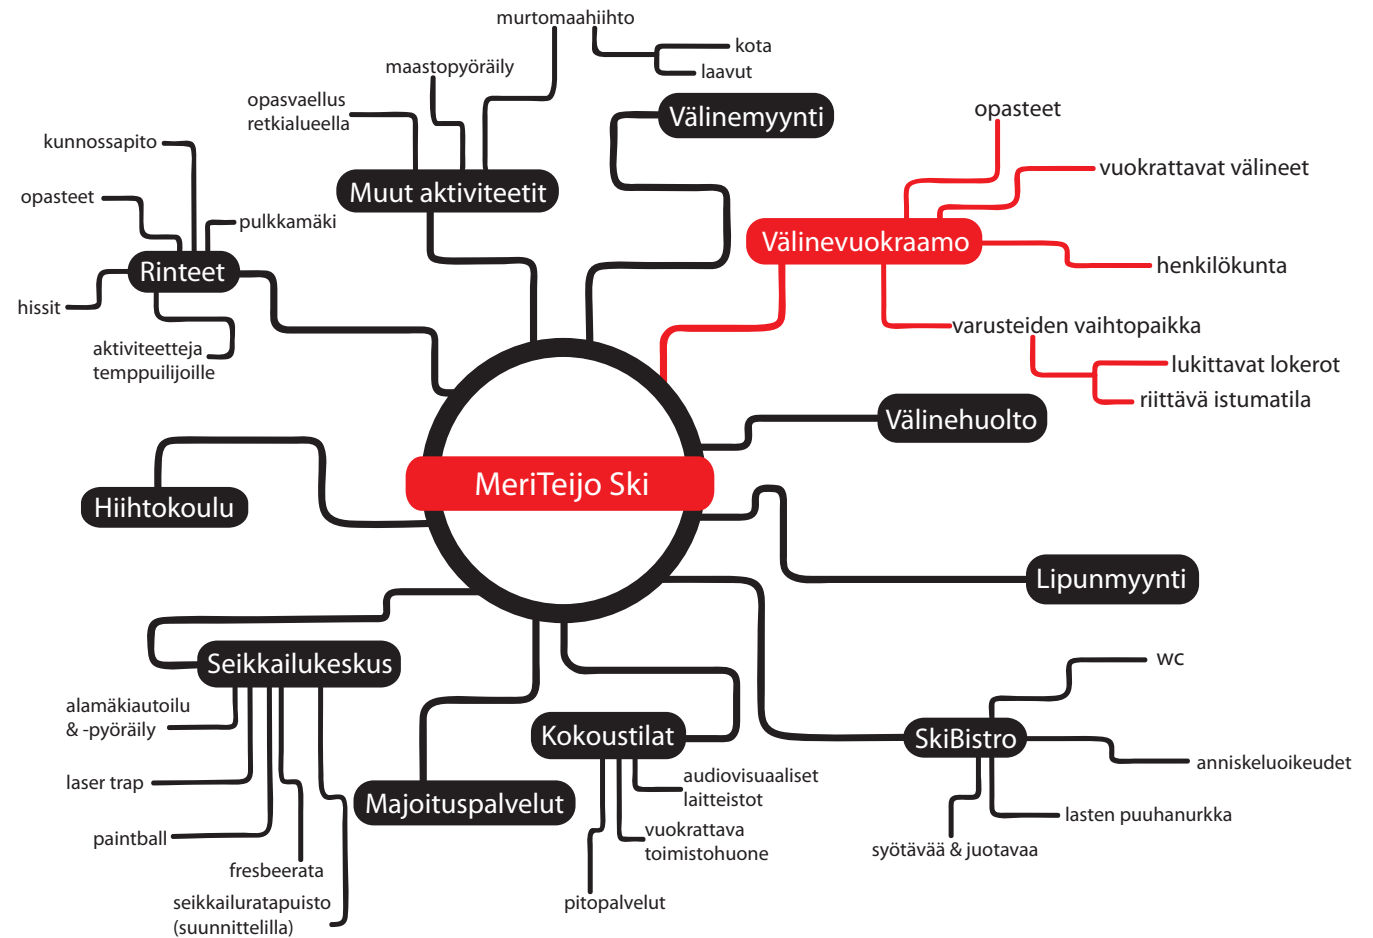 murtomaahiihto
kota
laavut
maastopyöräily
opasvaellus
retkialueella
Välinemyynti
opasteet
vuokrattavat välineet
kunnossapito
opasteet
pulkkamäki
Muut aktiviteetit
Välinevuokraamo
Rinteet
henkilökunta
hissit
aktiviteetteja
temppuilijoille
varusteiden vaihtopaikka
lukittavat lokerot
riittävä istumatila
Välinehuolto
MeriTeijo Ski
Hiihtokoulu
Lipunmyynti
Seikkailukeskus
alamäkiautoilu
& -pyöräily
laser trap
paintball
fresbeerata
seikkailuratapuisto
(suunnittelilla)
Majoituspalvelut
Kokoustilat
audiovisuaaliset
laitteistot
vuokrattava
toimistohuone
pitopalvelut
wc
SkiBistro
anniskeluoikeudet
lasten puuhanurkka
syötävää & juotavaa